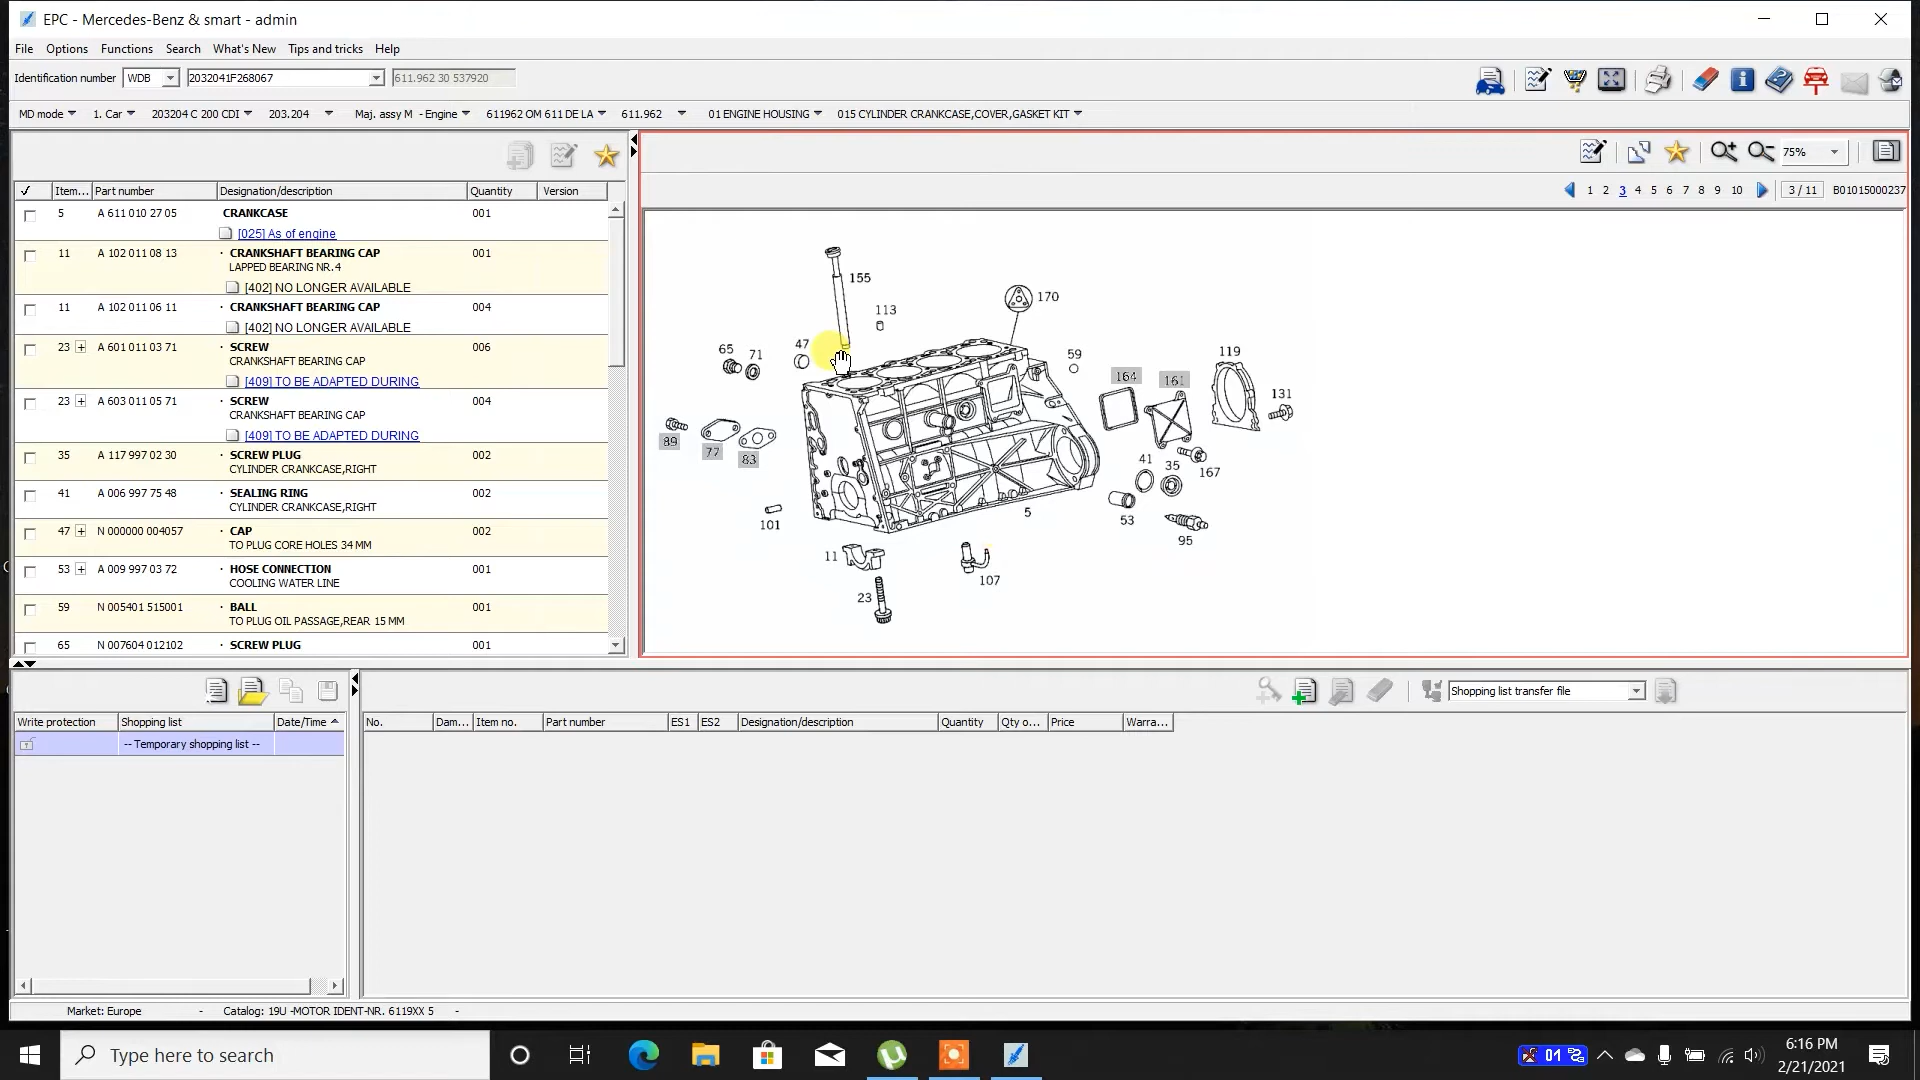 EPC - Mercedes-Benz & smart - admin
File Options Functions Search What's New Tips and tricks Help
Identification number WDB 2032041F268067 611.962 30 537920
MD mode 1. Car 203204 C 200 CDI 203.204 Maj. assy M - Engine 611962 OM 611 DE LA 611.962 01 ENGINE HOUSING 015 CYLINDER CRANKCASE,COVER,GASKET KIT
75%
1 2 3 4 5 6 7 8 9 10 3 / 11 B01015000237
Item... Part number Designation/description Quantity Version
5 A 611 010 27 05 CRANKCASE 001
[025] As of engine
11 A 102 011 08 13 · CRANKSHAFT BEARING CAP 001
LAPPED BEARING NR.4
[402] NO LONGER AVAILABLE
11 A 102 011 06 11 · CRANKSHAFT BEARING CAP 004
[402] NO LONGER AVAILABLE
23 A 601 011 03 71 · SCREW 006
CRANKSHAFT BEARING CAP
[409] TO BE ADAPTED DURING
23 A 603 011 05 71 · SCREW 004
CRANKSHAFT BEARING CAP
[409] TO BE ADAPTED DURING
35 A 117 997 02 30 · SCREW PLUG 002
CYLINDER CRANKCASE,RIGHT
41 A 006 997 75 48 · SEALING RING 002
CYLINDER CRANKCASE,RIGHT
47 N 000000 004057 · CAP 002
TO PLUG CORE HOLES 34 MM
53 A 009 997 03 72 · HOSE CONNECTION 001
COOLING WATER LINE
59 N 005401 515001 · BALL 001
TO PLUG OIL PASSAGE,REAR 15 MM
65 N 007604 012102 · SCREW PLUG 001
155
170
113
65 71 47 59 119
164 161
131
89 77 83
41 35 167
101 5 53
95
11 107
23
Shopping list transfer file
Write protection Shopping list Date/Time
-- Temporary shopping list --
No. Dam... Item no. Part number ES1 ES2 Designation/description Quantity Qty o... Price Warra...
Market: Europe - Catalog: 19U -MOTOR IDENT-NR. 6119XX 5 -
Type here to search
01
6:16 PM
2/21/2021